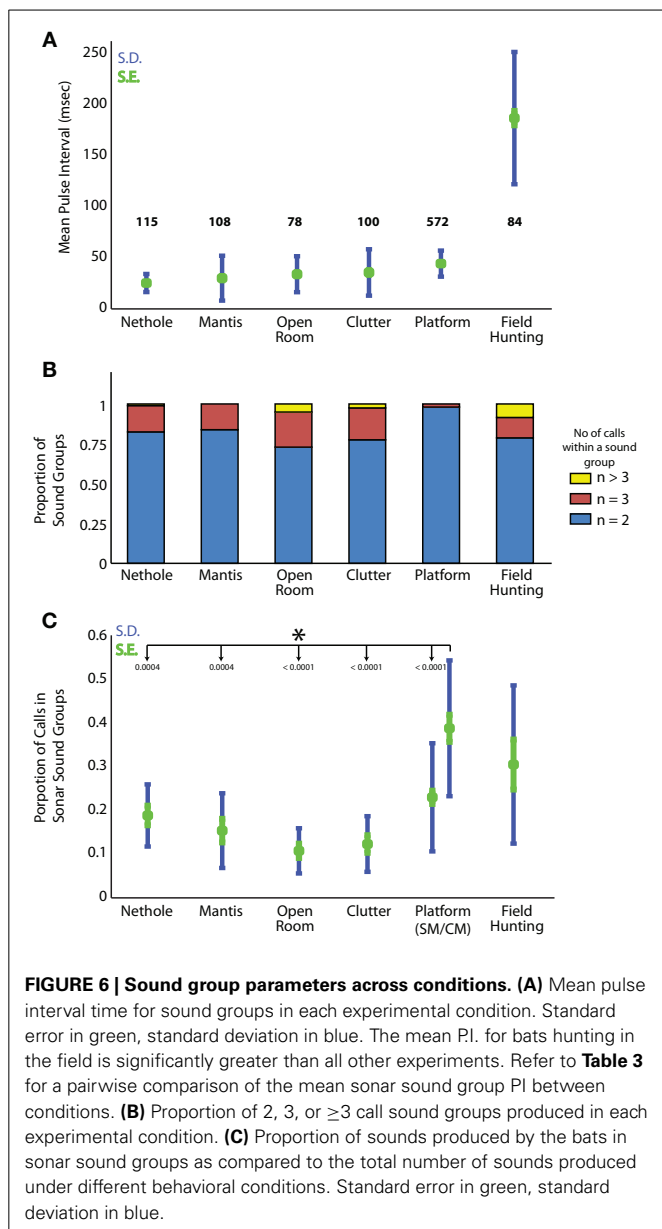 A
S.D.
S.E.
Mean Pulse Interval (msec)
250
200
150
100
50
0
115 108 78 100 572 84
Nethole Mantis Open Room Clutter Platform Field Hunting
B
Proportion of
Sound Groups
1
0.75
0.50
0.25
0
No of calls
within a sound
group
n > 3
n = 3
n = 2
Nethole Mantis Open Room Clutter Platform Field Hunting
C
S.D.
S.E.
*
0.0004 0.0004 < 0.0001 < 0.0001 < 0.0001
Porpotion of Calls in
Sonar Sound Groups
0.6
0.5
0.4
0.3
0.2
0.1
0
Nethole Mantis Open Room Clutter Platform (SM/CM) Field Hunting
FIGURE 6 | Sound group parameters across conditions. (A) Mean pulse
interval time for sound groups in each experimental condition. Standard
error in green, standard deviation in blue. The mean P.I. for bats hunting in
the field is significantly greater than all other experiments. Refer to Table 3
for a pairwise comparison of the mean sonar sound group PI between
conditions. (B) Proportion of 2, 3, or ≥3 call sound groups produced in each
experimental condition. (C) Proportion of sounds produced by the bats in
sonar sound groups as compared to the total number of sounds produced
under different behavioral conditions. Standard error in green, standard
deviation in blue.